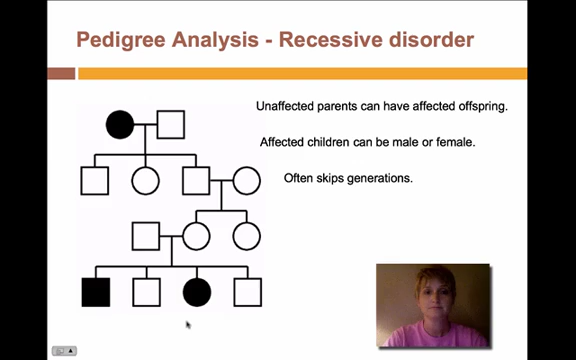 Pedigree Analysis - Recessive disorder
Unaffected parents can have affected offspring.
Affected children can be male or female.
Often skips generations.